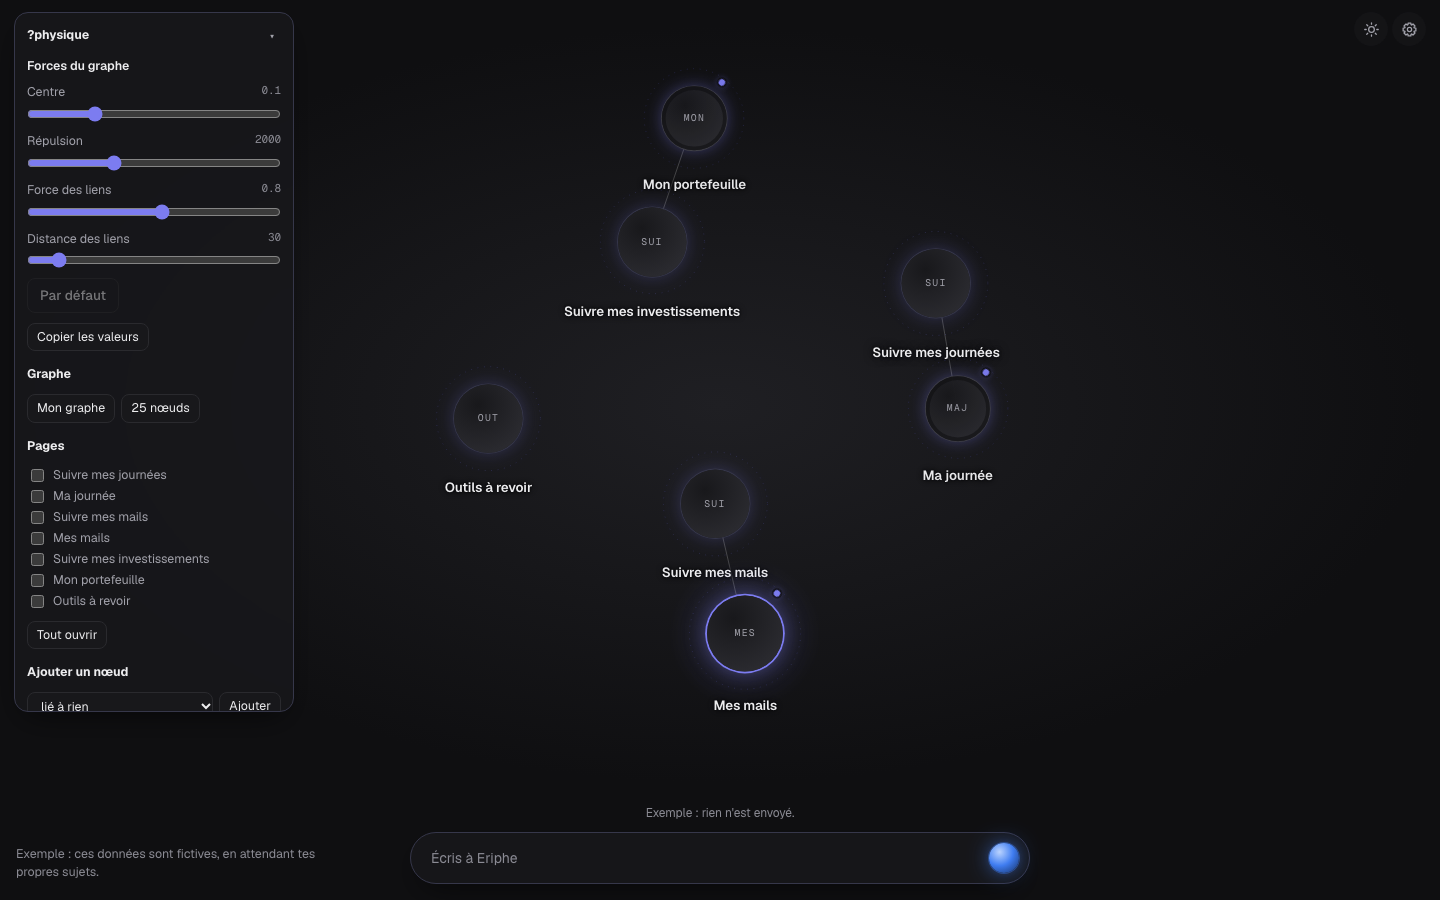 ?physique
Forces du graphe
Centre 0.1
Répulsion 2000
Force des liens 0.8
Distance des liens 30
Par défaut
Copier les valeurs
Graphe
Mon graphe 25 nœuds
Pages
Suivre mes journées
Ma journée
Suivre mes mails
Mes mails
Suivre mes investissements
Mon portefeuille
Outils à revoir
Tout ouvrir
Ajouter un nœud
lié à rien Ajouter
MON
Mon portefeuille
SUI
Suivre mes investissements
SUI
Suivre mes journées
MAJ
Ma journée
OUT
Outils à revoir
SUI
Suivre mes mails
MES
Mes mails
Exemple : rien n'est envoyé.
Écris à Eriphe
Exemple : ces données sont fictives, en attendant tes
propres sujets.